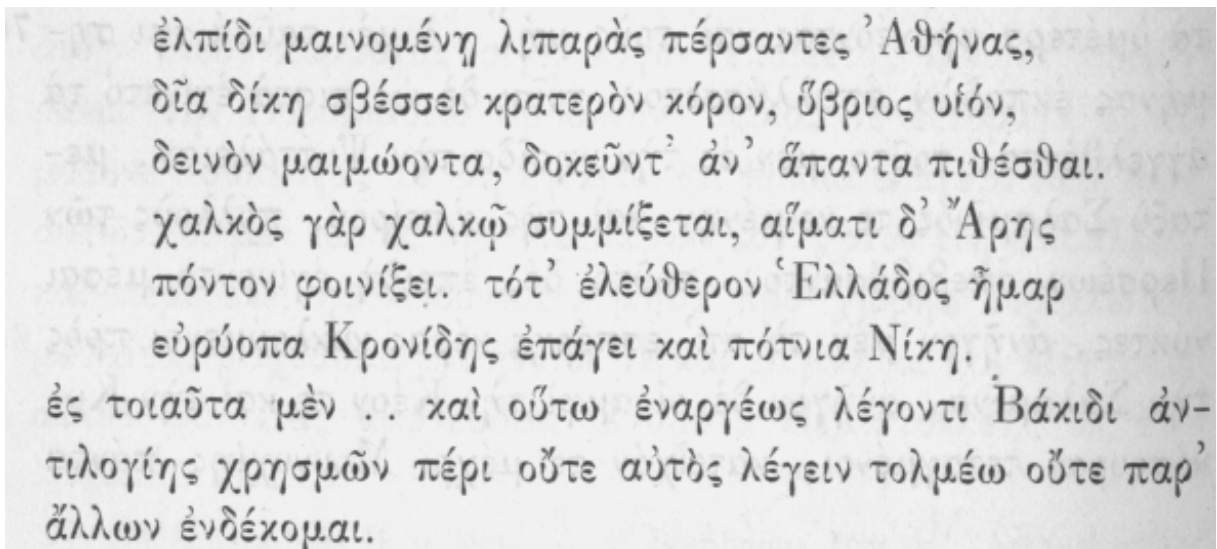 ἐλπίδι μαινομένῃ λιπαρὰς πέρσαντες Ἀθήνας,
δῖα δίκη σβέσσει κρατερὸν κόρον, ὕβριος υἱόν,
δεινὸν μαιμώοντα, δοκεῦντ᾽ ἀν᾽ ἅπαντα πιθέσθαι.
χαλκὸς γὰρ χαλκῷ συμμίξεται, αἵματι δ᾽ Ἄρης
πόντον φοινίξει. τότ᾽ ἐλεύθερον Ἑλλάδος ἦμαρ
εὐρύοπα Κρονίδης ἐπάγει καὶ πότνια Νίκη.
ἐς τοιαῦτα μὲν καὶ οὕτω ἐναργέως λέγοντι Βάκιδι ἀν-
τιλογίης χρησμῶν πέρι οὔτε αὐτὸς λέγειν τολμέω οὔτε παρ᾽
ἄλλων ἐνδέκομαι.